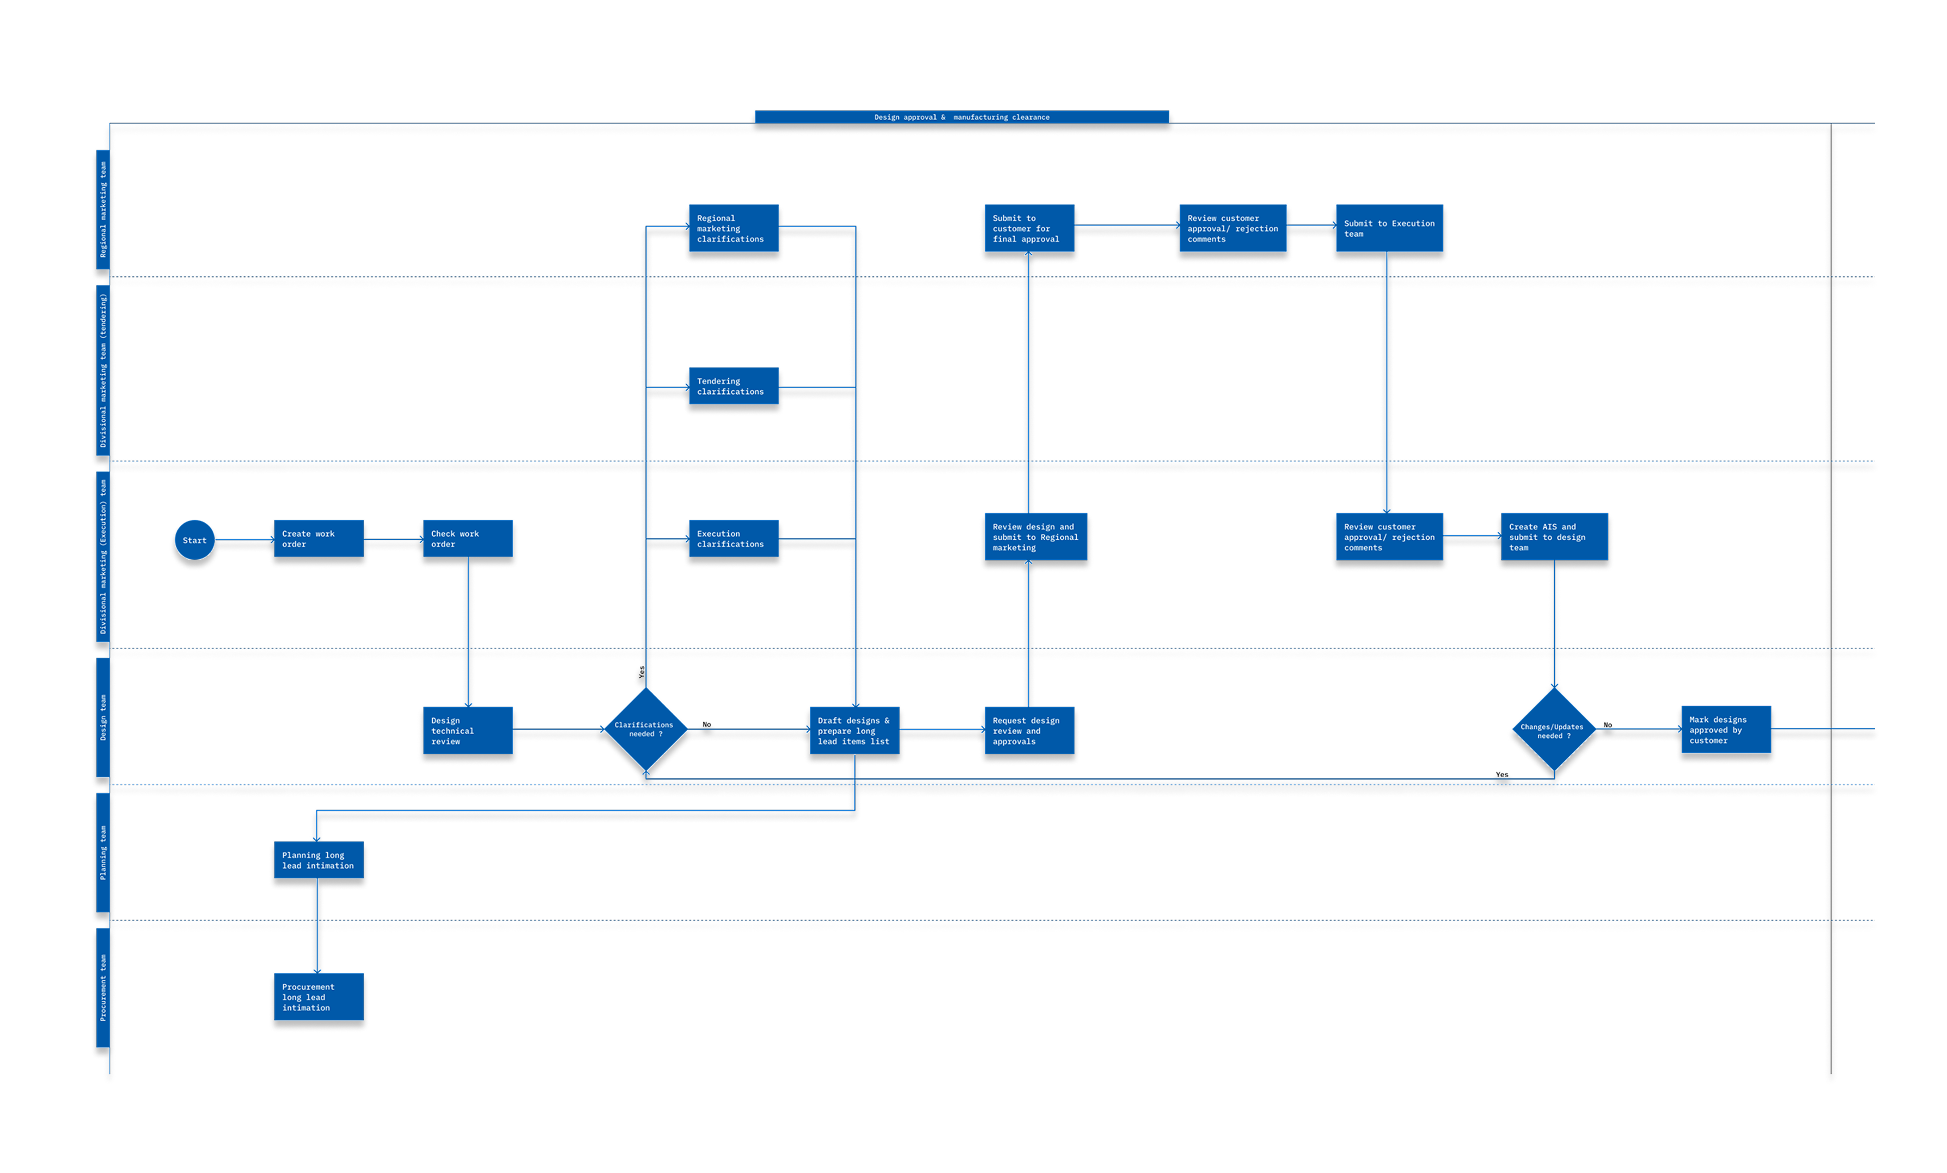 Design approval &  manufacturing clearance
Regional marketing team
Regional
marketing
clarifications
Submit to
customer for
final approval
Review customer
approval/ rejection
comments
Submit to Execution
team
Divisional marketing team (tendering)
Tendering
clarifications
Divisional marketing (Execution) team
Start
Create work
order
Check work
order
Execution
clarifications
Review design and
submit to Regional
marketing
Review customer
approval/ rejection
comments
Create AIS and
submit to design
team
Design team
Design
technical
review
Yes
Clarifications
needed ?
No
Draft designs &
prepare long
lead items list
Request design
review and
approvals
Changes/Updates
needed ?
No
Yes
Mark designs
approved by
customer
Planning team
Planning long
lead intimation
Procurement team
Procurement
long lead
intimation